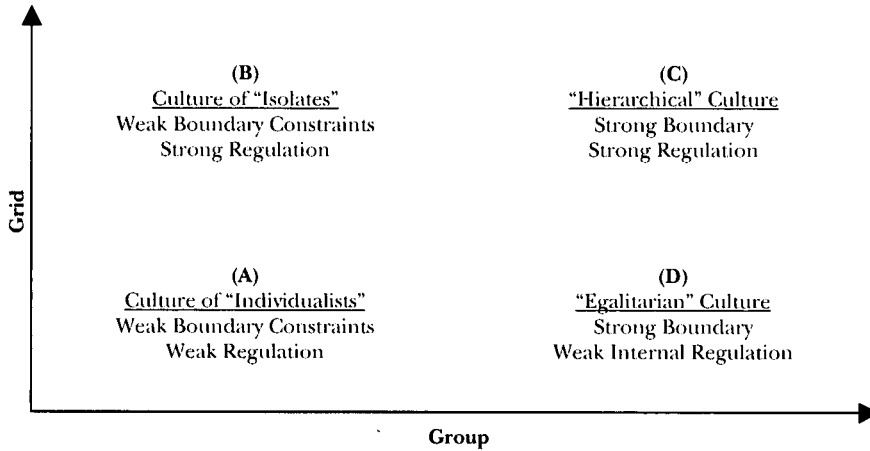 (B)
Culture of “Isolates”
Weak Boundary Constraints
Strong Regulation
(C)
“Hierarchical” Culture
Strong Boundary
Strong Regulation
Grid
(A)
Culture of “Individualists”
Weak Boundary Constraints
Weak Regulation
(D)
“Egalitarian” Culture
Strong Boundary
Weak Internal Regulation
Group